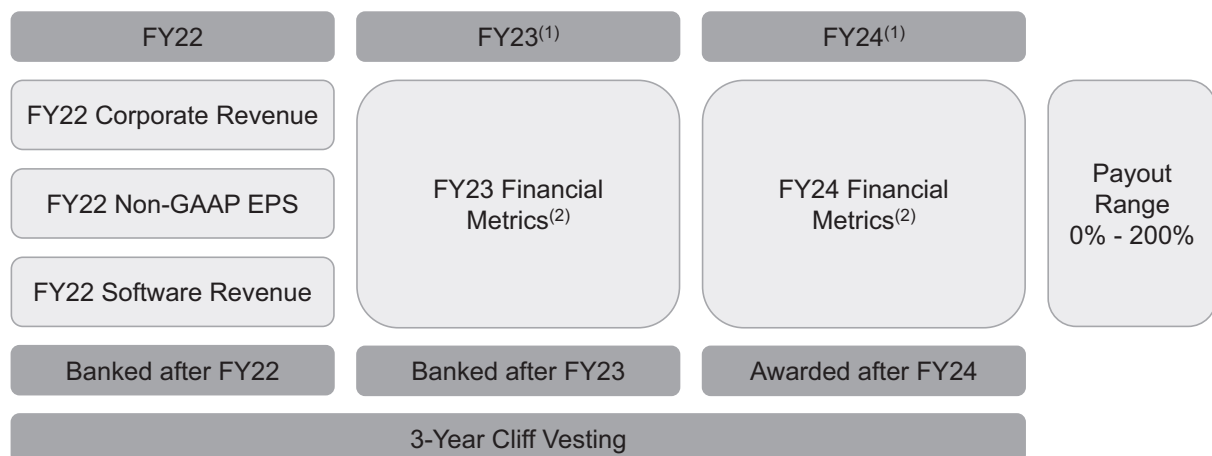 FY22
FY23(1)
FY24(1)
FY22 Corporate Revenue
FY22 Non-GAAP EPS
FY22 Software Revenue
FY23 Financial
Metrics(2)
FY24 Financial
Metrics(2)
Payout
Range
0% - 200%
Banked after FY22
Banked after FY23
Awarded after FY24
3-Year Cliff Vesting